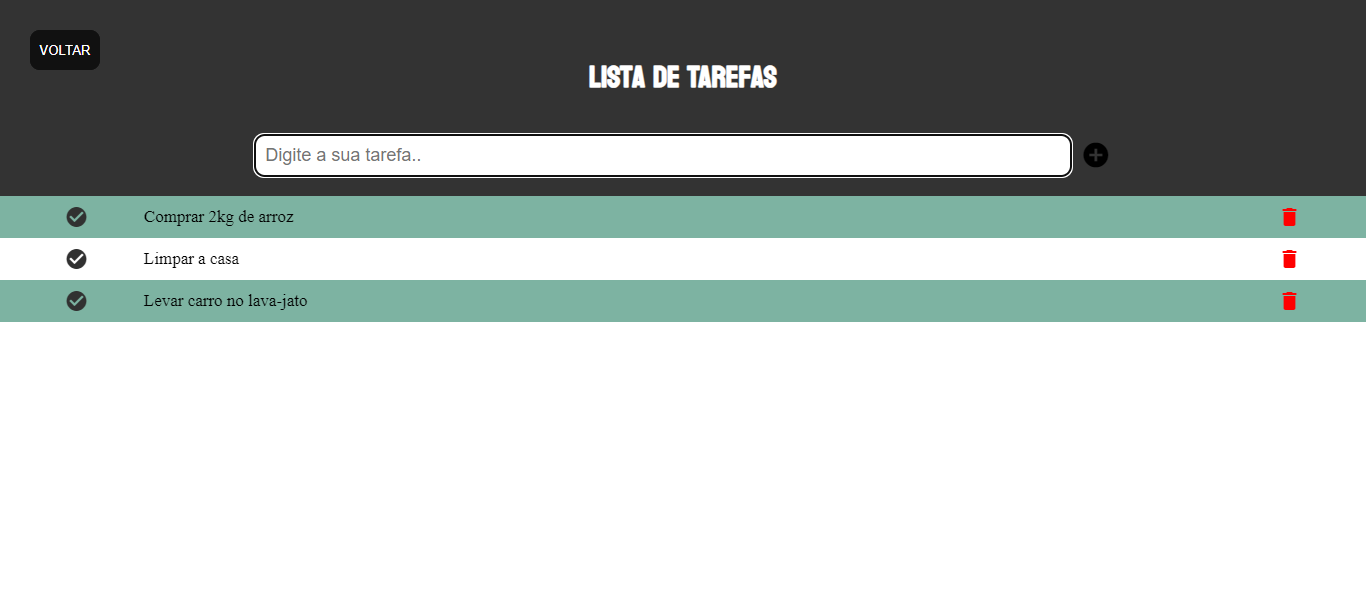 VOLTAR
LISTA DE TAREFAS
Digite a sua tarefa..
Comprar 2kg de arroz
Limpar a casa
Levar carro no lava-jato